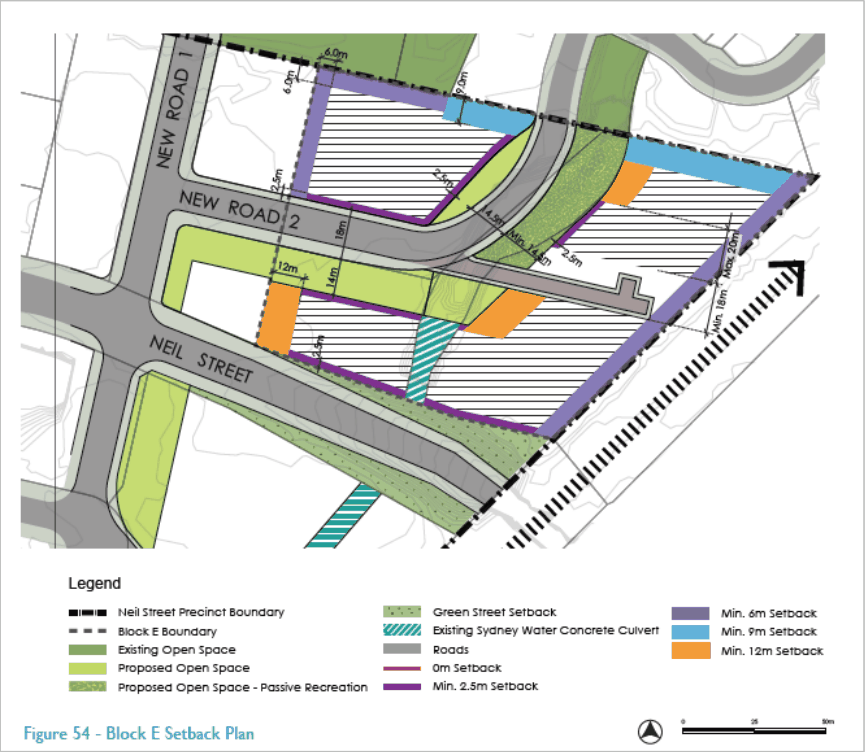 6.0m
6.0m
9.0m
NEW ROAD 1
2.5m
2.5m
NEW ROAD 2
18m
4.5m
2.5m
Max. 20m
12m
14m
Min. 18m
NEIL STREET
2.5m
Legend
Neil Street Precinct Boundary
Block E Boundary
Existing Open Space
Proposed Open Space
Proposed Open Space - Passive Recreation
Green Street Setback
Existing Sydney Water Concrete Culvert
Roads
0m Setback
Min. 2.5m Setback
Min. 6m Setback
Min. 9m Setback
Min. 12m Setback
Figure 54 - Block E Setback Plan
0 25 50m